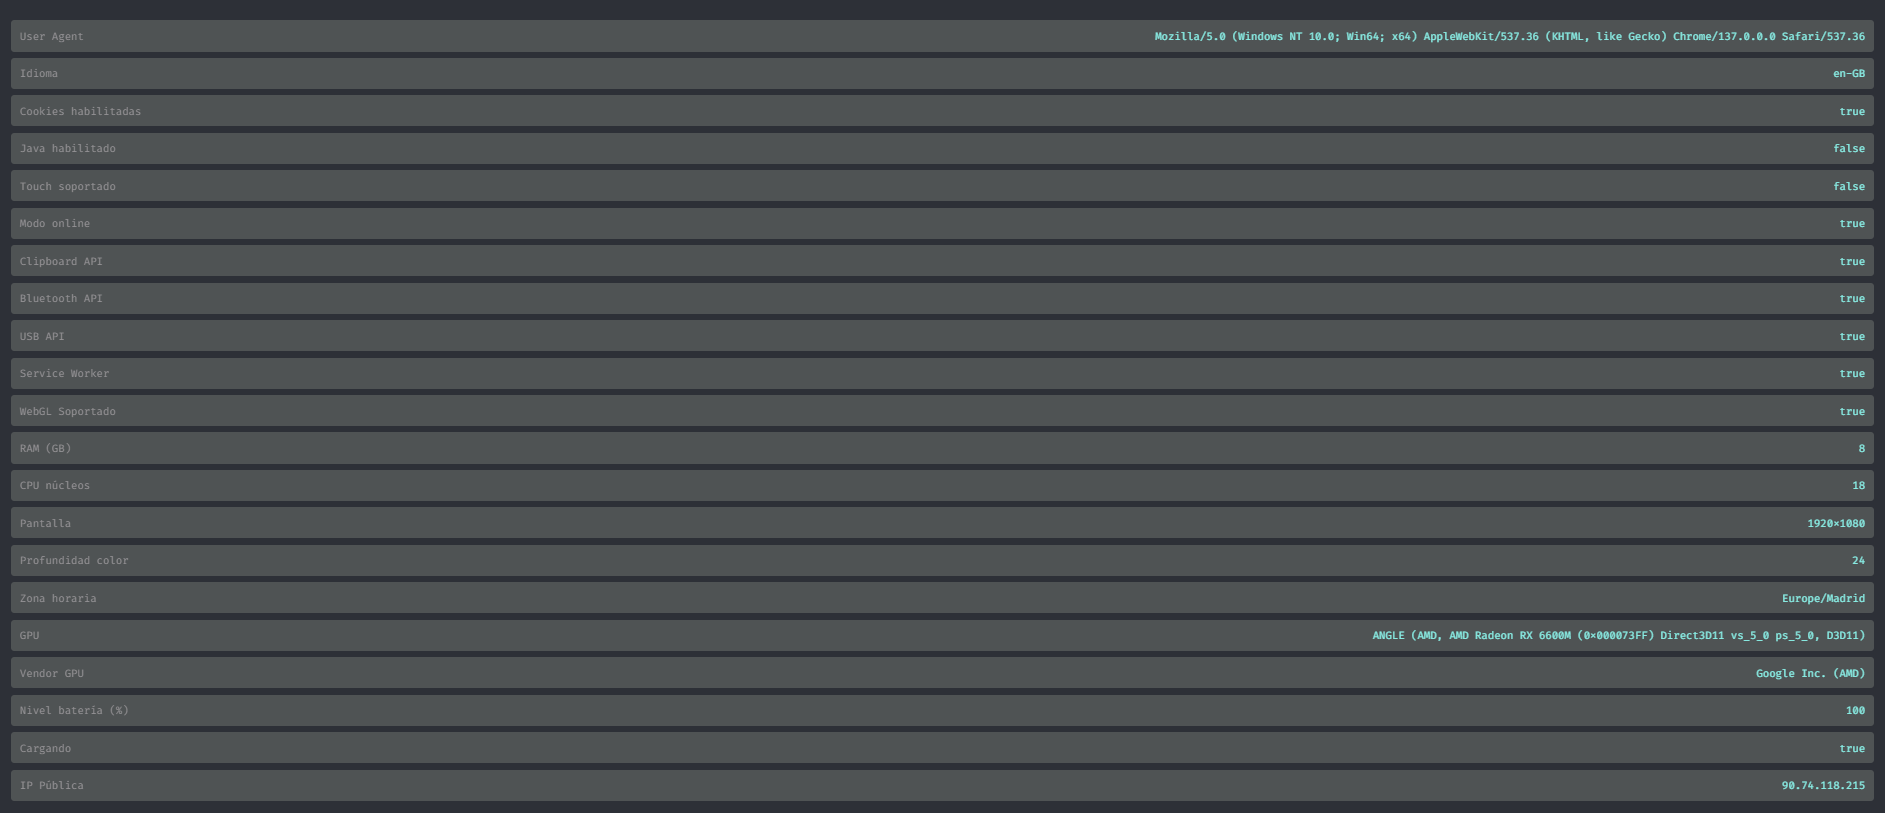 User Agent Mozilla/5.0 (Windows NT 10.0; Win64; x64) AppleWebKit/537.36 (KHTML, like Gecko) Chrome/137.0.0.0 Safari/537.36
Idioma en-GB
Cookies habilitadas true
Java habilitado false
Touch soportado false
Modo online true
Clipboard API true
Bluetooth API true
USB API true
Service Worker true
WebGL Soportado true
RAM (GB) 8
CPU núcleos 18
Pantalla 1920×1080
Profundidad color 24
Zona horaria Europe/Madrid
GPU ANGLE (AMD, AMD Radeon RX 6600M (0×000073FF) Direct3D11 vs_5_0 ps_5_0, D3D11)
Vendor GPU Google Inc. (AMD)
Nivel batería (%) 100
Cargando true
IP Pública 90.74.118.215